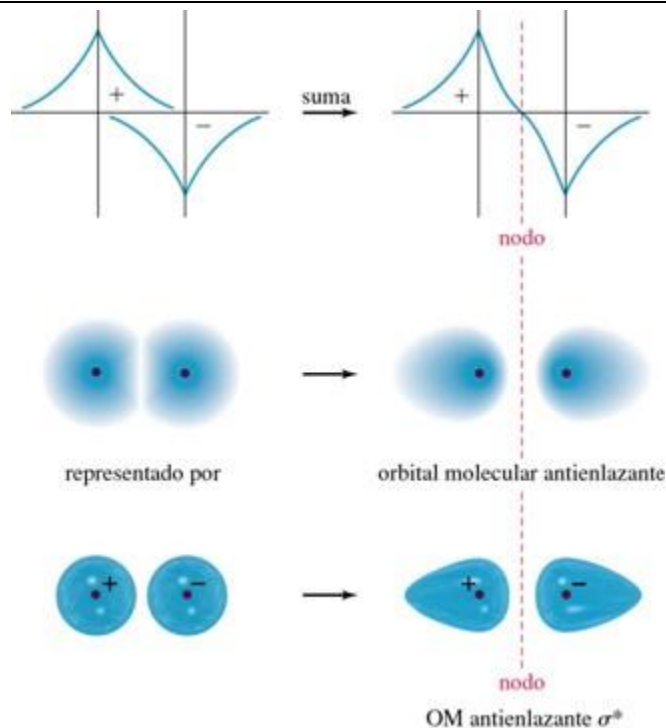 +
−
suma
+
−
nodo
representado por
orbital molecular antienlazante
+
−
+
−
nodo
OM antienlazante σ*